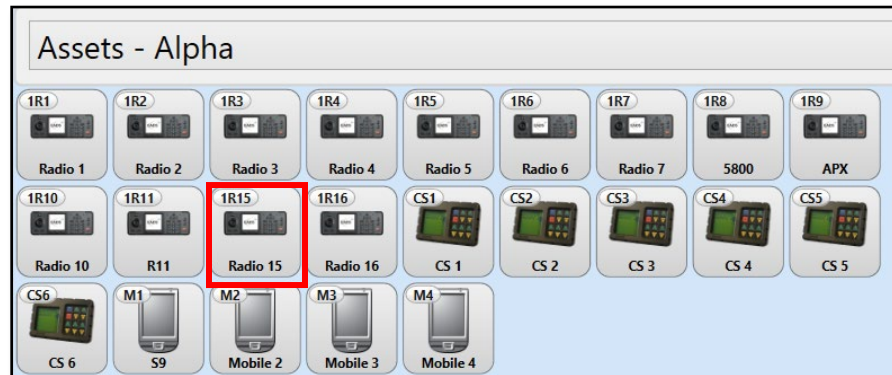 Assets - Alpha
1R1 1R2 1R3 1R4 1R5 1R6 1R7 1R8 1R9
Radio 1 Radio 2 Radio 3 Radio 4 Radio 5 Radio 6 Radio 7 5800 APX
1R10 1R11 1R15 1R16 CS1 CS2 CS3 CS4 CS5
Radio 10 R11 Radio 15 Radio 16 CS 1 CS 2 CS 3 CS 4 CS 5
CS6 M1 M2 M3 M4
CS 6 S9 Mobile 2 Mobile 3 Mobile 4